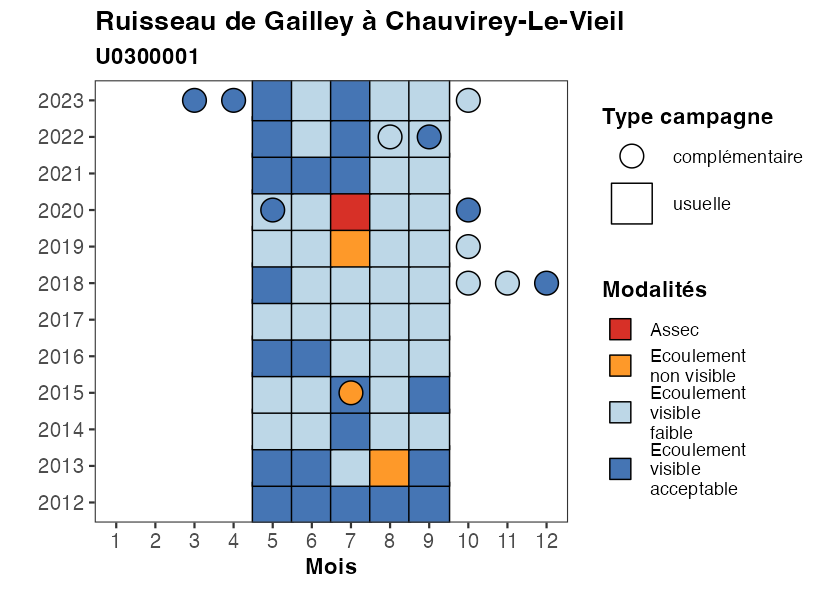 Ruisseau de Gailley à Chauvirey-Le-Vieil
U0300001
2023
2022
2021
2020
2019
2018
2017
2016
2015
2014
2013
2012
1 2 3 4 5 6 7 8 9 10 11 12
Mois
Type campagne
complémentaire
usuelle
Modalités
Assec
Ecoulement
non visible
Ecoulement
visible
faible
Ecoulement
visible
acceptable